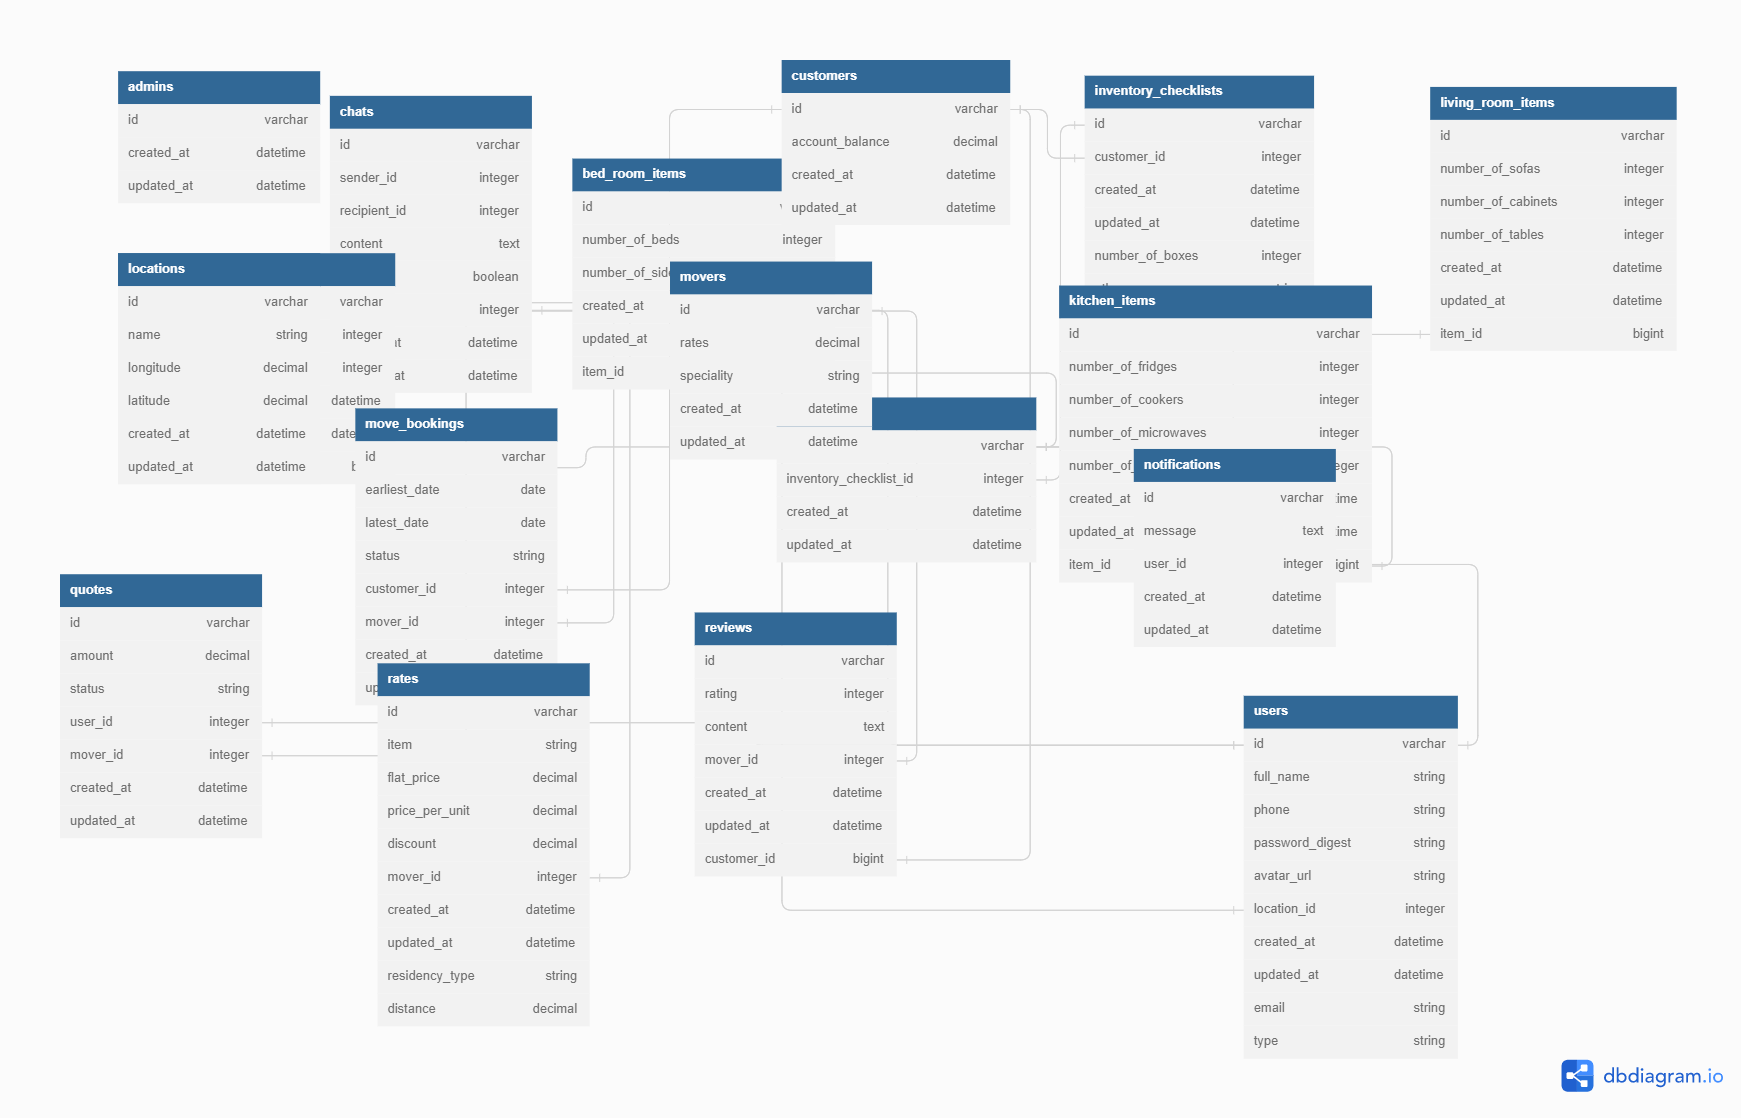 admins
id varchar
created_at datetime
updated_at datetime
chats
id varchar
sender_id integer
recipient_id integer
content text
boolean
integer
datetime
at datetime
locations
id varchar varchar
name string integer
longitude decimal integer
latitude decimal datetime
created_at datetime
updated_at datetime
bed_room_items
id
number_of_beds integer
created_at
updated_at
item_id
customers
id varchar
account_balance decimal
created_at datetime
updated_at datetime
movers
id varchar
rates decimal
speciality string
created_at datetime
updated_at datetime
varchar
inventory_checklist_id integer
created_at datetime
updated_at datetime
inventory_checklists
id varchar
customer_id integer
created_at datetime
updated_at datetime
number_of_boxes integer
kitchen_items
id varchar
number_of_fridges integer
number_of_cookers integer
number_of_microwaves integer
created_at
updated_at
item_id
notifications
id varchar
message text
user_id integer
created_at datetime
updated_at datetime
living_room_items
id varchar
number_of_sofas integer
number_of_cabinets integer
number_of_tables integer
created_at datetime
updated_at datetime
item_id bigint
move_bookings
id varchar
earliest_date date
latest_date date
status string
customer_id integer
mover_id integer
created_at datetime
quotes
id varchar
amount decimal
status string
user_id integer
mover_id integer
created_at datetime
updated_at datetime
rates
id varchar
item string
flat_price decimal
price_per_unit decimal
discount decimal
mover_id integer
created_at datetime
updated_at datetime
residency_type string
distance decimal
reviews
id varchar
rating integer
content text
mover_id integer
created_at datetime
updated_at datetime
customer_id bigint
users
id varchar
full_name string
phone string
password_digest string
avatar_url string
location_id integer
created_at datetime
updated_at datetime
email string
type string
dbdiagram.io